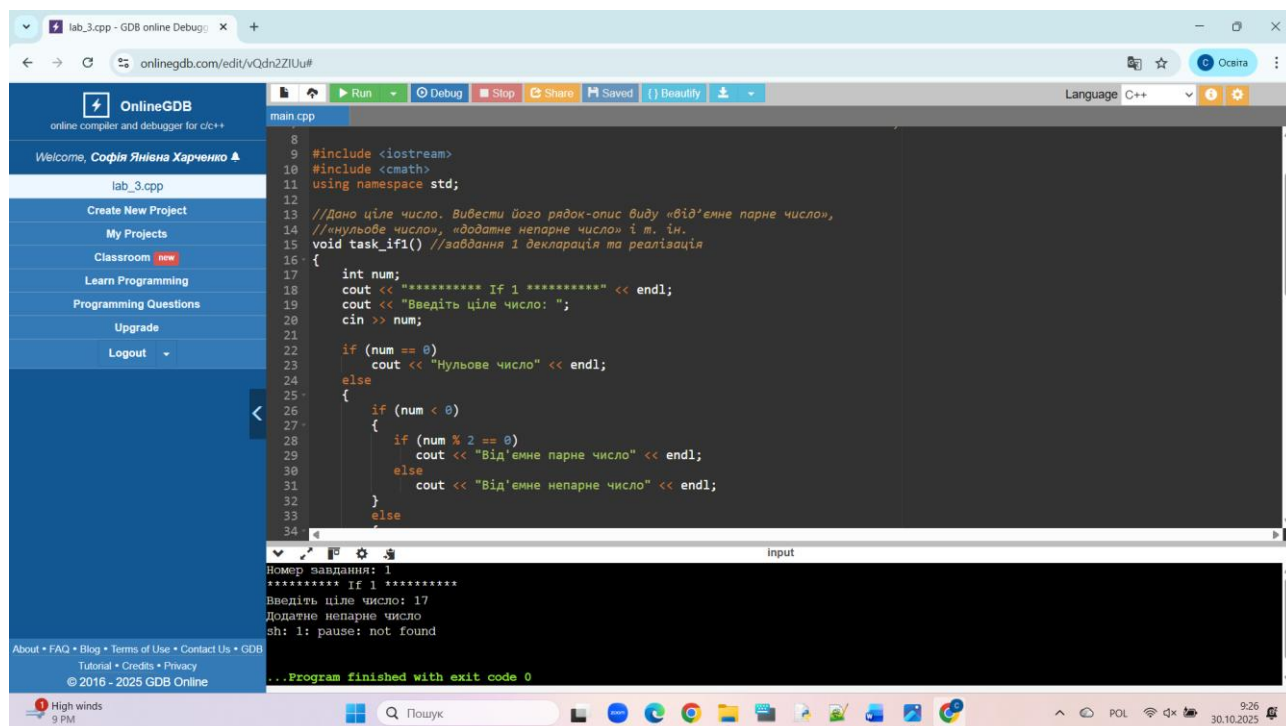 lab_3.cpp - GDB online Debugg
onlinegdb.com/edit/vQdn2ZIUu#
Освіта
OnlineGDB
online compiler and debugger for c/c++
Welcome, Софія Янівна Харченко
lab_3.cpp
Create New Project
My Projects
Classroom new
Learn Programming
Programming Questions
Upgrade
Logout
About • FAQ • Blog • Terms of Use • Contact Us • GDB
Tutorial • Credits • Privacy
© 2016 - 2025 GDB Online
Run Debug Stop Share Saved {} Beautify
Language C++
main.cpp
8
9 #include <iostream>
10 #include <cmath>
11 using namespace std;
12
13 //Дано ціле число. Вивести його рядок-опис виду «від’ємне парне число»,
14 //«нульове число», «додатне непарне число» і т. ін.
15 void task_if1() //завдання 1 декларація та реалізація
16 {
17 int num;
18 cout << "********** If 1 **********" << endl;
19 cout << "Введіть ціле число: ";
20 cin >> num;
21
22 if (num == 0)
23 cout << "Нульове число" << endl;
24 else
25 {
26 if (num < 0)
27 {
28 if (num % 2 == 0)
29 cout << "Від'ємне парне число" << endl;
30 else
31 cout << "Від'ємне непарне число" << endl;
32 }
33 else
34
input
Номер завдання: 1
********** If 1 **********
Введіть ціле число: 17
Додатне непарне число
sh: 1: pause: not found
...Program finished with exit code 0
1
High winds
9 PM
Пошук
zoom
POL
9:26
30.10.2025